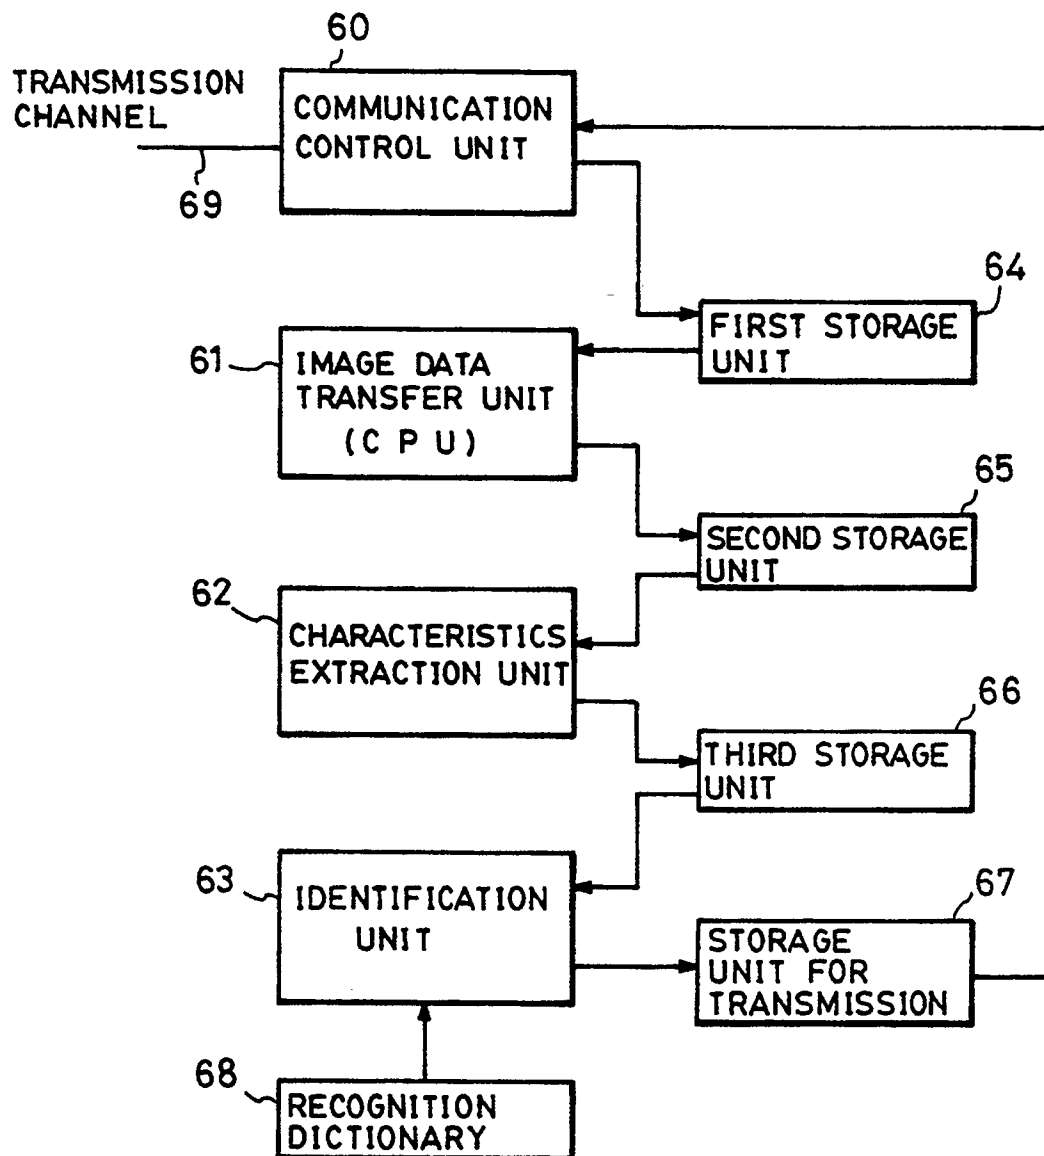 60
TRANSMISSION
CHANNEL
COMMUNICATION
CONTROL UNIT
69
64
FIRST STORAGE
UNIT
61
IMAGE DATA
TRANSFER UNIT
(CPU)
65
SECOND STORAGE
UNIT
62
CHARACTERISTICS
EXTRACTION UNIT
66
THIRD STORAGE
UNIT
63
IDENTIFICATION
UNIT
67
STORAGE
UNIT FOR
TRANSMISSION
68
RECOGNITION
DICTIONARY